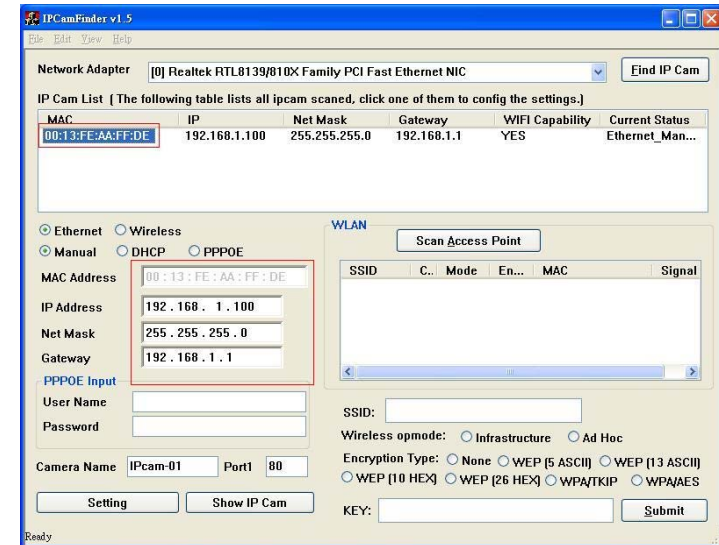 IPCamFinder v1.5
File Edit View Help
Network Adapter [0] Realtek RTL8139/810X Family PCI Fast Ethernet NIC Find IP Cam
IP Cam List (The following table lists all ipcam scaned, click one of them to config the settings.)
MAC IP Net Mask Gateway WIFI Capability Current Status
00:13:FE:AA:FF:DE 192.168.1.100 255.255.255.0 192.168.1.1 YES Ethernet_Man...
Ethernet Wireless
Manual DHCP PPPOE
MAC Address 00 : 13 : FE : AA : FF : DE
IP Address 192 . 168 . 1 . 100
Net Mask 255 . 255 . 255 . 0
Gateway 192 . 168 . 1 . 1
PPPOE Input
User Name
Password
Camera Name IPcam-01 Port1 80
Setting Show IP Cam
WLAN
Scan Access Point
SSID C.. Mode En... MAC Signal
SSID:
Wireless opmode: Infrastructure Ad Hoc
Encryption Type: None WEP (5 ASCII) WEP (13 ASCII)
WEP (10 HEX) WEP (26 HEX) WPA/TKIP WPA/AES
KEY: Submit
Ready